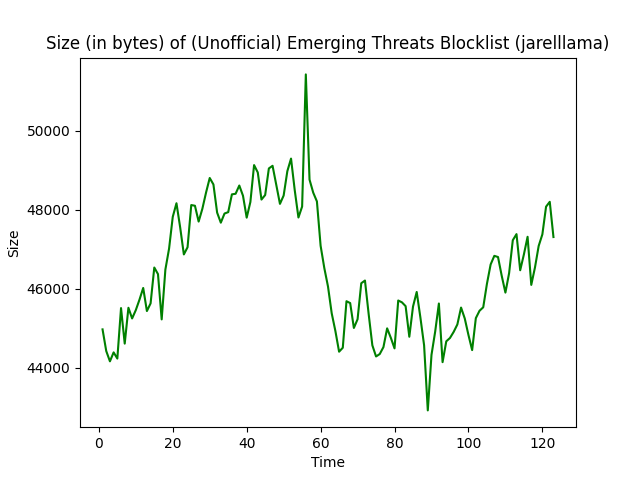 Size (in bytes) of (Unofficial) Emerging Threats Blocklist (jarelllama)
50000
48000
46000
44000
Size
0 20 40 60 80 100 120
Time